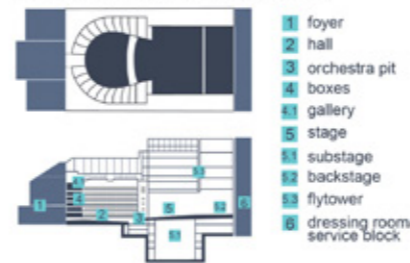 1 foyer
2 hall
3 orchestra pit
4 boxes
4.1 gallery
5 stage
5.1 substage
5.2 backstage
5.3 flytower
6 dressing room/
service block
4.1
4
5.3
1
2
3
5
5.2
6
5.1